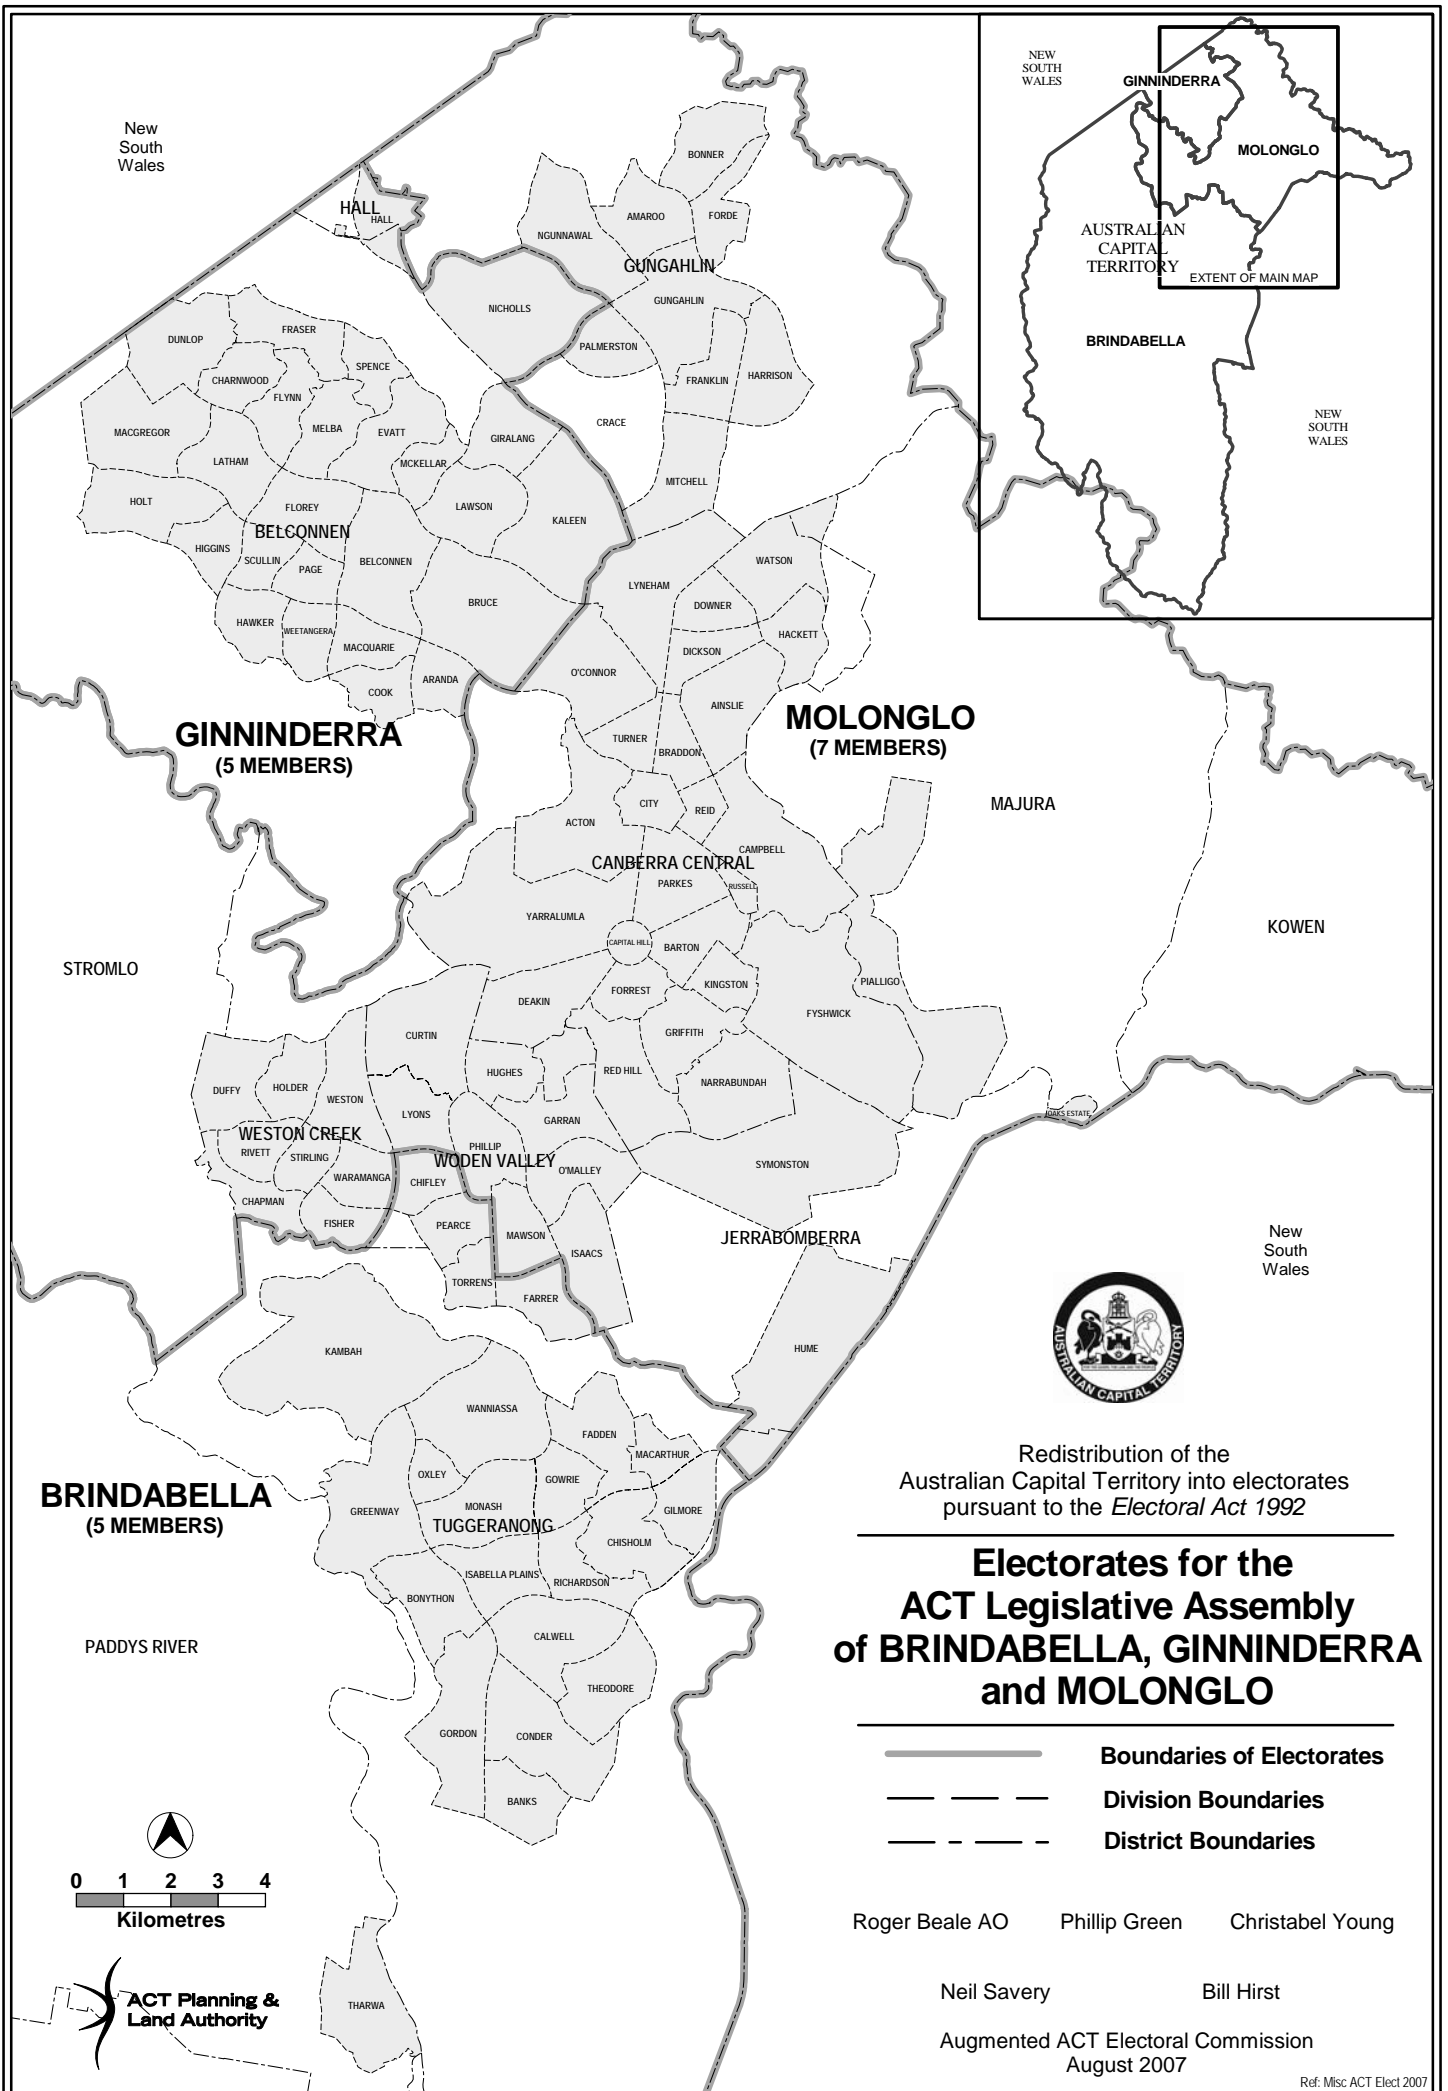 New
South
Wales
HALL
HALL
BONNER
AMAROO
FORDE
NGUNNAWAL
GUNGAHLIN
GUNGAHLIN
NICHOLLS
PALMERSTON
FRANKLIN
HARRISON
CRACE
MITCHELL
DUNLOP
FRASER
SPENCE
CHARNWOOD
FLYNN
MACGREGOR
MELBA
EVATT
GIRALANG
LATHAM
MCKELLAR
HOLT
FLOREY
LAWSON
KALEEN
BELCONNEN
HIGGINS
SCULLIN
PAGE
BELCONNEN
BRUCE
HAWKER
WEETANGERA
MACQUARIE
COOK
ARANDA
GINNINDERRA
(5 MEMBERS)
WATSON
LYNEHAM
DOWNER
HACKETT
DICKSON
O'CONNOR
AINSLIE
TURNER
BRADDON
MOLONGLO
(7 MEMBERS)
CITY
REID
ACTON
CAMPBELL
CANBERRA CENTRAL
PARKES
RUSSELL
YARRALUMLA
CAPITAL HILL
BARTON
MAJURA
KOWEN
STROMLO
KINGSTON
PIALLIGO
DEAKIN
FORREST
FYSHWICK
CURTIN
GRIFFITH
HUGHES
RED HILL
NARRABUNDAH
DUFFY
HOLDER
WESTON
LYONS
GARRAN
OAKS ESTATE
WESTON CREEK
RIVETT
STIRLING
PHILLIP
WODEN VALLEY
WARAMANGA
CHIFLEY
O'MALLEY
SYMONSTON
CHAPMAN
FISHER
PEARCE
MAWSON
ISAACS
JERRABOMBERRA
TORRENS
FARRER
HUME
KAMBAH
WANNIASSA
FADDEN
MACARTHUR
OXLEY
GOWRIE
BRINDABELLA
(5 MEMBERS)
GREENWAY
MONASH
GILMORE
TUGGERANONG
CHISHOLM
ISABELLA PLAINS
RICHARDSON
BONYTHON
CALWELL
PADDYS RIVER
THEODORE
GORDON
CONDER
BANKS
THARWA
0 1 2 3 4
Kilometres
ACT Planning &
Land Authority
NEW
SOUTH
WALES
GINNINDERRA
MOLONGLO
AUSTRALIAN
CAPITAL
TERRITORY
EXTENT OF MAIN MAP
BRINDABELLA
NEW
SOUTH
WALES
New
South
Wales
AUSTRALIAN CAPITAL TERRITORY
Redistribution of the
Australian Capital Territory into electorates
pursuant to the Electoral Act 1992
Electorates for the
ACT Legislative Assembly
of BRINDABELLA, GINNINDERRA
and MOLONGLO
Boundaries of Electorates
Division Boundaries
District Boundaries
Roger Beale AO Phillip Green Christabel Young
Neil Savery Bill Hirst
Augmented ACT Electoral Commission
August 2007
Ref: Misc ACT Elect 2007